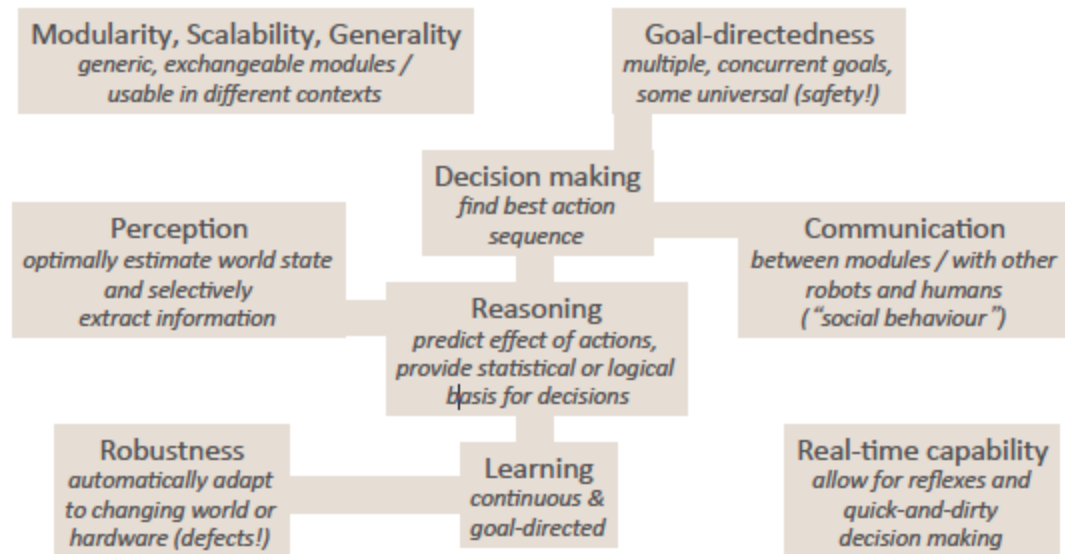 Modularity, Scalability, Generality
generic, exchangeable modules /
usable in different contexts
Goal-directedness
multiple, concurrent goals,
some universal (safety!)
Decision making
find best action
sequence
Perception
optimally estimate world state
and selectively
extract information
Communication
between modules / with other
robots and humans
(“social behaviour”)
Reasoning
predict effect of actions,
provide statistical or logical
basis for decisions
Robustness
automatically adapt
to changing world or
hardware (defects!)
Learning
continuous &
goal-directed
Real-time capability
allow for reflexes and
quick-and-dirty
decision making